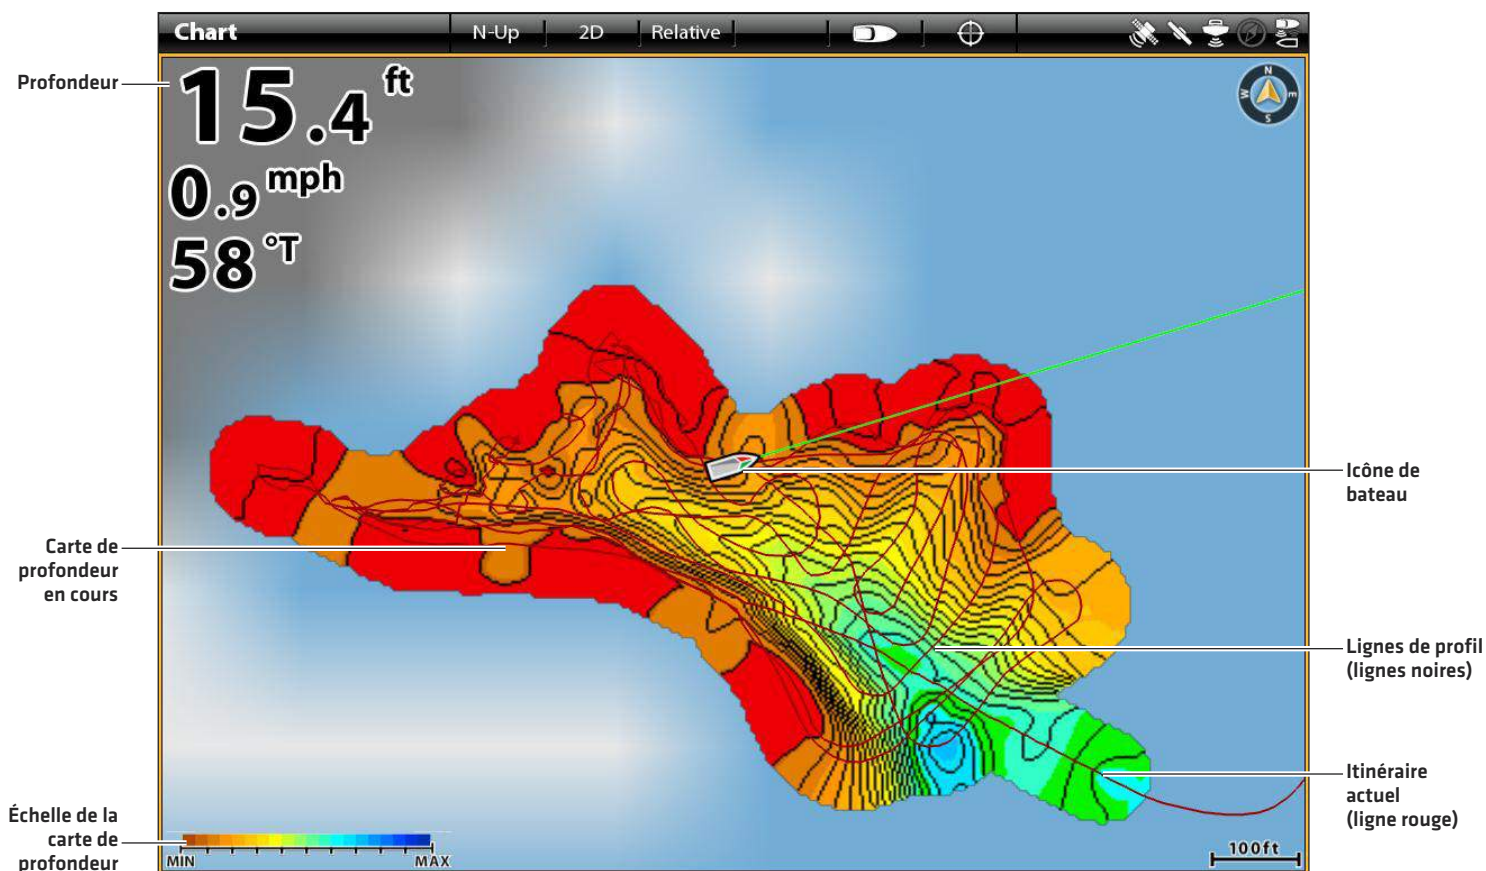 Chart N-Up 2D Relative
Profondeur
15.4 ft
0.9 mph
58 °T
N
W E
S
Icône de
bateau
Carte de
profondeur
en cours
Lignes de profil
(lignes noires)
Itinéraire
actuel
(ligne rouge)
Échelle de la
carte de
profondeur
MIN MAX
100ft